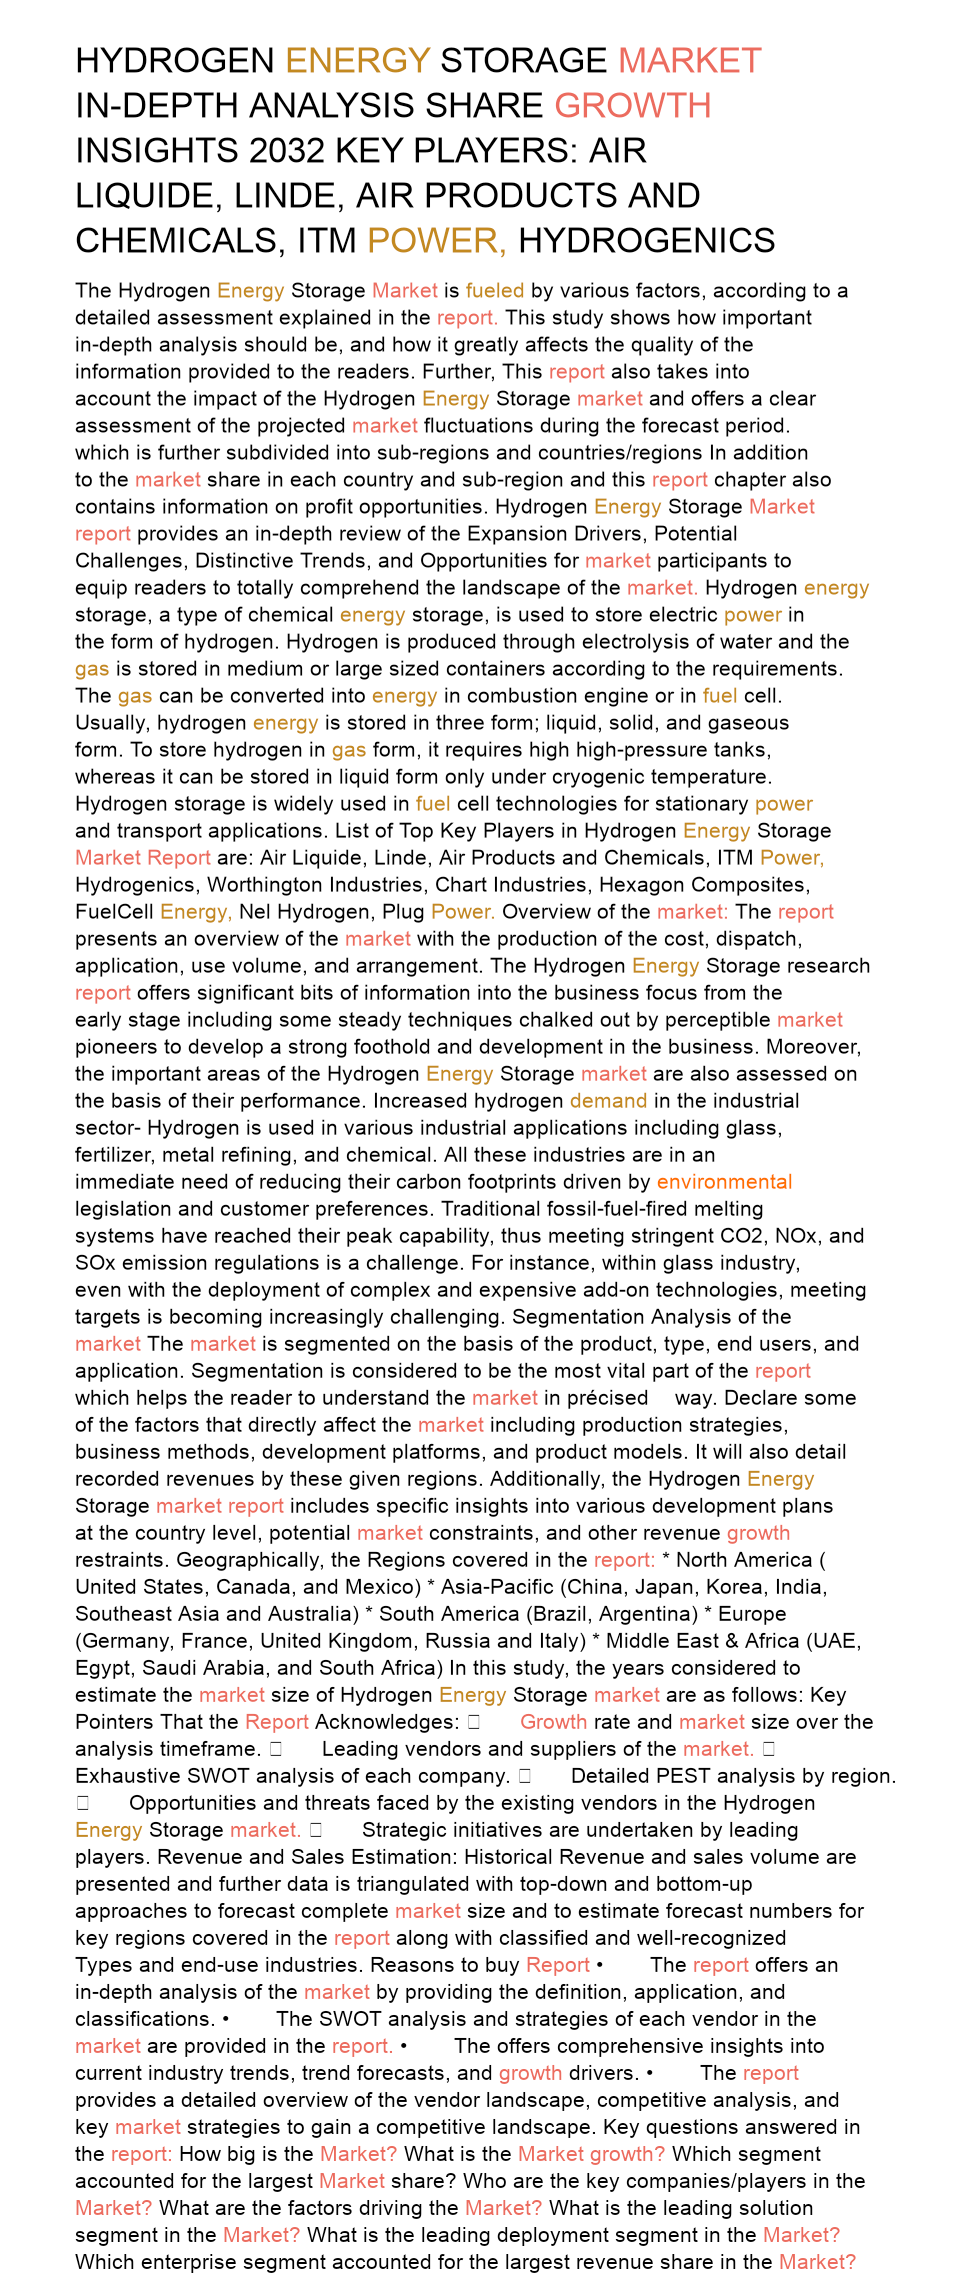 HYDROGEN ENERGY STORAGE MARKET
IN-DEPTH ANALYSIS SHARE GROWTH
INSIGHTS 2032 KEY PLAYERS: AIR
LIQUIDE, LINDE, AIR PRODUCTS AND
CHEMICALS, ITM POWER, HYDROGENICS
The Hydrogen Energy Storage Market is fueled by various factors, according to a
detailed assessment explained in the report. This study shows how important
in-depth analysis should be, and how it greatly affects the quality of the
information provided to the readers. Further, This report also takes into
account the impact of the Hydrogen Energy Storage market and offers a clear
assessment of the projected market fluctuations during the forecast period.
which is further subdivided into sub-regions and countries/regions In addition
to the market share in each country and sub-region and this report chapter also
contains information on profit opportunities. Hydrogen Energy Storage Market
report provides an in-depth review of the Expansion Drivers, Potential
Challenges, Distinctive Trends, and Opportunities for market participants to
equip readers to totally comprehend the landscape of the market. Hydrogen energy
storage, a type of chemical energy storage, is used to store electric power in
the form of hydrogen. Hydrogen is produced through electrolysis of water and the
gas is stored in medium or large sized containers according to the requirements.
The gas can be converted into energy in combustion engine or in fuel cell.
Usually, hydrogen energy is stored in three form; liquid, solid, and gaseous
form. To store hydrogen in gas form, it requires high high-pressure tanks,
whereas it can be stored in liquid form only under cryogenic temperature.
Hydrogen storage is widely used in fuel cell technologies for stationary power
and transport applications. List of Top Key Players in Hydrogen Energy Storage
Market Report are: Air Liquide, Linde, Air Products and Chemicals, ITM Power,
Hydrogenics, Worthington Industries, Chart Industries, Hexagon Composites,
FuelCell Energy, Nel Hydrogen, Plug Power. Overview of the market: The report
presents an overview of the market with the production of the cost, dispatch,
application, use volume, and arrangement. The Hydrogen Energy Storage research
report offers significant bits of information into the business focus from the
early stage including some steady techniques chalked out by perceptible market
pioneers to develop a strong foothold and development in the business. Moreover,
the important areas of the Hydrogen Energy Storage market are also assessed on
the basis of their performance. Increased hydrogen demand in the industrial
sector- Hydrogen is used in various industrial applications including glass,
fertilizer, metal refining, and chemical. All these industries are in an
immediate need of reducing their carbon footprints driven by environmental
legislation and customer preferences. Traditional fossil-fuel-fired melting
systems have reached their peak capability, thus meeting stringent CO2, NOx, and
SOx emission regulations is a challenge. For instance, within glass industry,
even with the deployment of complex and expensive add-on technologies, meeting
targets is becoming increasingly challenging. Segmentation Analysis of the
market The market is segmented on the basis of the product, type, end users, and
application. Segmentation is considered to be the most vital part of the report
which helps the reader to understand the market in précised way. Declare some
of the factors that directly affect the market including production strategies,
business methods, development platforms, and product models. It will also detail
recorded revenues by these given regions. Additionally, the Hydrogen Energy
Storage market report includes specific insights into various development plans
at the country level, potential market constraints, and other revenue growth
restraints. Geographically, the Regions covered in the report: * North America (
United States, Canada, and Mexico) * Asia-Pacific (China, Japan, Korea, India,
Southeast Asia and Australia) * South America (Brazil, Argentina) * Europe
(Germany, France, United Kingdom, Russia and Italy) * Middle East & Africa (UAE,
Egypt, Saudi Arabia, and South Africa) In this study, the years considered to
estimate the market size of Hydrogen Energy Storage market are as follows: Key
Pointers That the Report Acknowledges: Growth rate and market size over the
analysis timeframe. Leading vendors and suppliers of the market.
Exhaustive SWOT analysis of each company. Detailed PEST analysis by region.
Opportunities and threats faced by the existing vendors in the Hydrogen
Energy Storage market. Strategic initiatives are undertaken by leading
players. Revenue and Sales Estimation: Historical Revenue and sales volume are
presented and further data is triangulated with top-down and bottom-up
approaches to forecast complete market size and to estimate forecast numbers for
key regions covered in the report along with classified and well-recognized
Types and end-use industries. Reasons to buy Report • The report offers an
in-depth analysis of the market by providing the definition, application, and
classifications. • The SWOT analysis and strategies of each vendor in the
market are provided in the report. • The offers comprehensive insights into
current industry trends, trend forecasts, and growth drivers. • The report
provides a detailed overview of the vendor landscape, competitive analysis, and
key market strategies to gain a competitive landscape. Key questions answered in
the report: How big is the Market? What is the Market growth? Which segment
accounted for the largest Market share? Who are the key companies/players in the
Market? What are the factors driving the Market? What is the leading solution
segment in the Market? What is the leading deployment segment in the Market?
Which enterprise segment accounted for the largest revenue share in the Market?